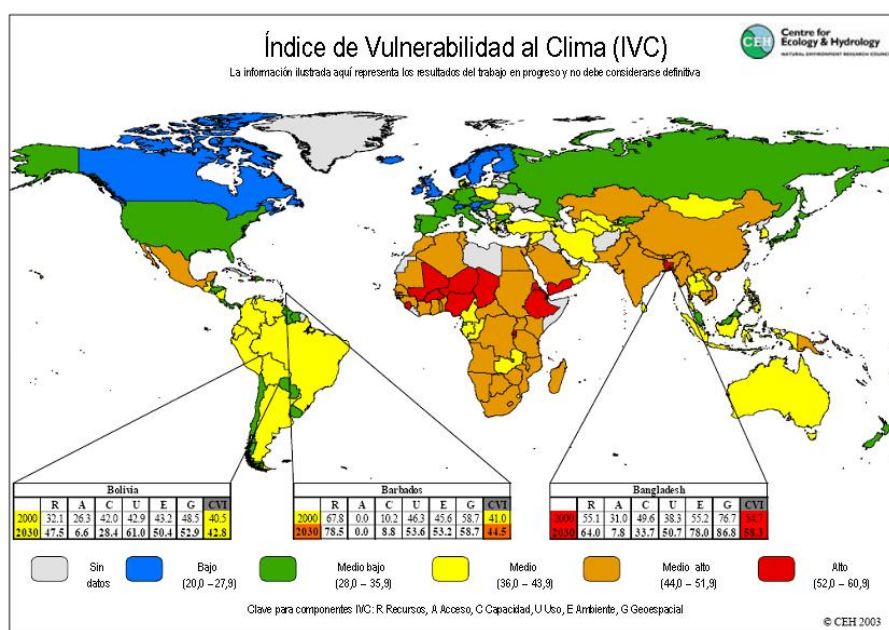 Índice de Vulnerabilidad al Clima (IVC)
La información ilustrada aquí representa los resultados del trabajo en progreso y no debe considerarse definitiva
CEH
Centre for
Ecology & Hydrology
NATURAL ENVIRONMENT RESEARCH COUNCIL
Bolivia
R A C U E G CVI
2000 32.1 26.3 42.0 42.9 43.2 48.5 40.5
2030 47.5 6.6 28.4 61.0 50.4 52.9 42.8
Barbados
R A C U E G CVI
2000 67.8 0.0 10.2 46.3 45.6 58.7 41.0
2030 78.5 0.0 8.8 53.6 53.2 58.7 44.5
Bangladesh
R A C U E G CVI
2000 55.1 31.0 49.6 38.3 55.2 76.7 54.7
2030 64.0 7.8 33.7 50.7 78.0 86.8 58.3
Sin
datos
Bajo
(20,0 – 27,9)
Medio bajo
(28,0 – 35,9)
Medio
(36,0 – 43,9)
Medio alto
(44,0 – 51,9)
Alto
(52,0 – 60,9)
Clave para componentes IVC: R Recursos, A Acceso, C Capacidad, U Uso, E Ambiente, G Geoespacial
© CEH 2003